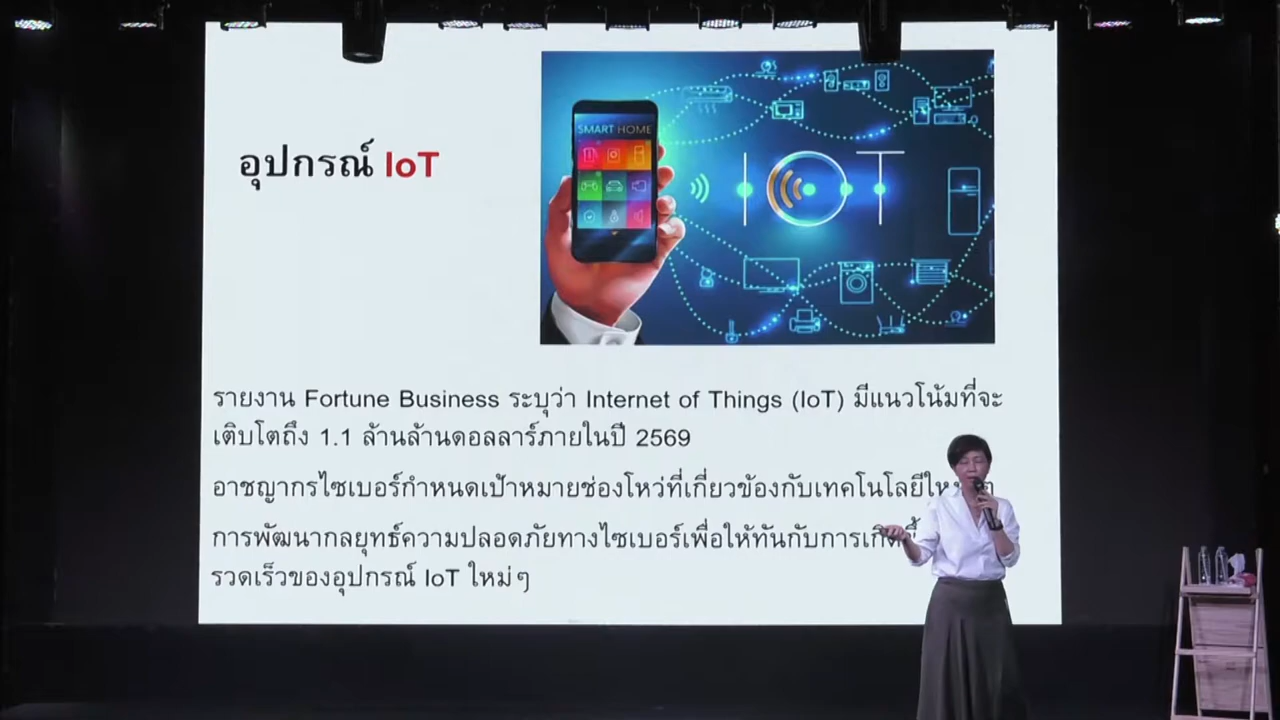 อุปกรณ์ IoT
SMART HOME
IOT
รายงาน Fortune Business ระบุว่า Internet of Things (IoT) มีแนวโน้มที่จะ
เติบโตถึง 1.1 ล้านล้านดอลลาร์ภายในปี 2569
อาชญากรไซเบอร์กำหนดเป้าหมายช่องโหว่ที่เกี่ยวข้องกับเทคโนโลยี
การพัฒนากลยุทธ์ความปลอดภัยทางไซเบอร์เพื่อให้ทันกับการ
รวดเร็วของอุปกรณ์ IoT ใหม่ๆ